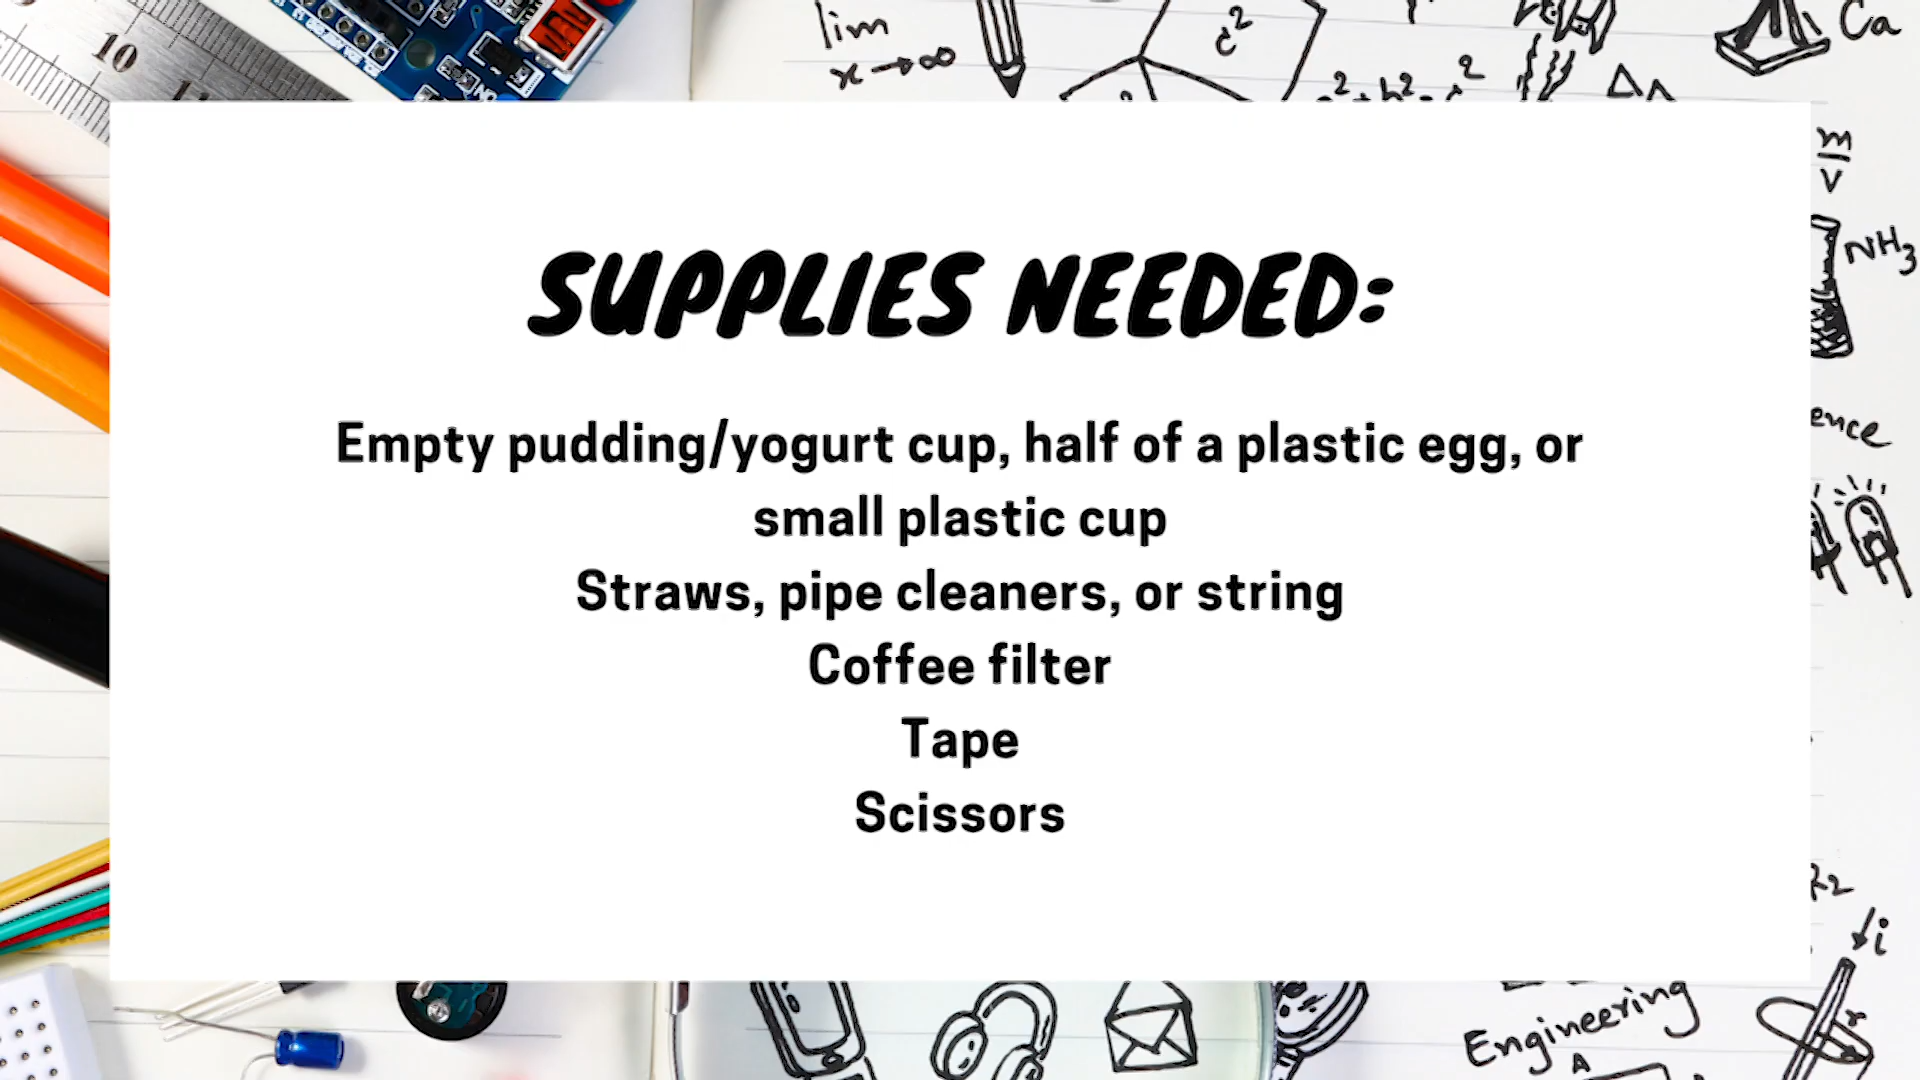 10
lim
x→∞
c²
Ca
SUPPLIES NEEDED:
m
v
NH3
Empty pudding/yogurt cup, half of a plastic egg, or
small plastic cup
Straws, pipe cleaners, or string
Coffee filter
Tape
Scissors
i
Engineering
A